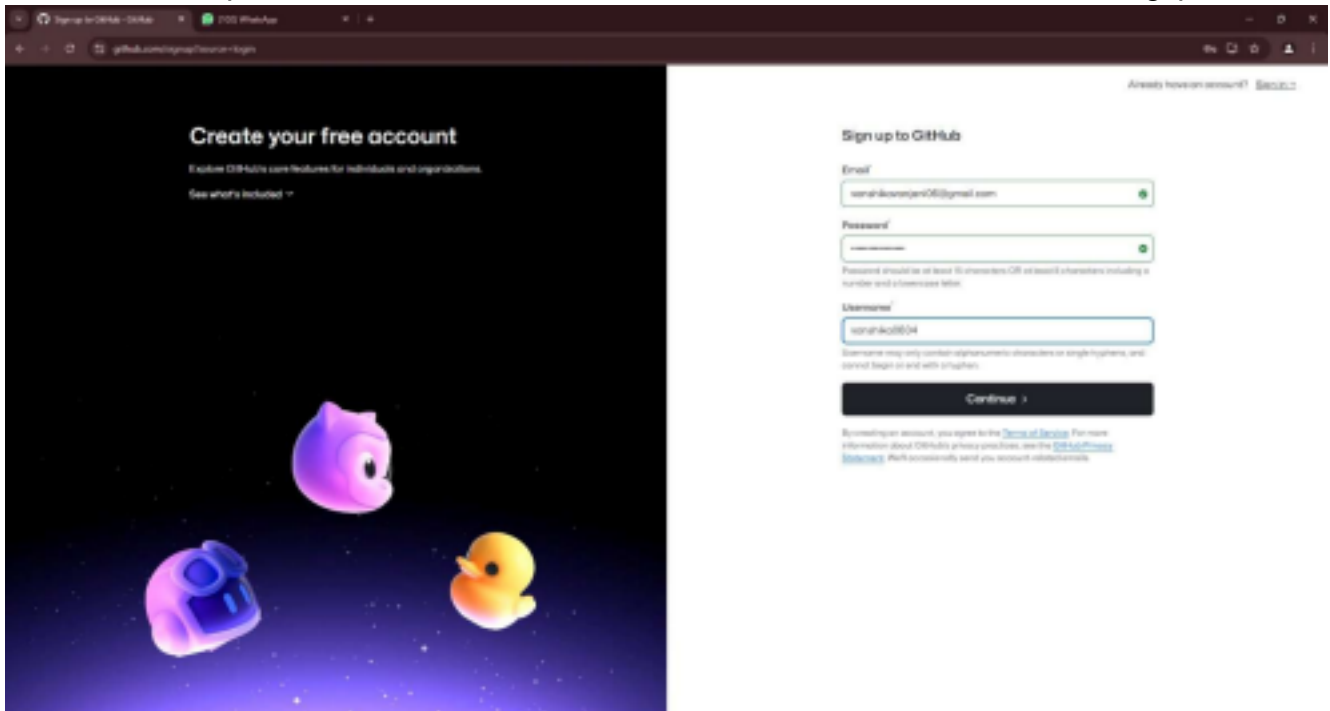 Sign up to GitHub · GitHub
WhatsApp
github.com/signup?source=login
Already have an account? Sign in →
Create your free account
Explore GitHub's core features for individuals and organizations.
See what's included
Sign up to GitHub
Email*
Password*
Password should be at least 15 characters OR at least 8 characters including a
number and a lowercase letter.
Username*
Username may only contain alphanumeric characters or single hyphens, and
cannot begin or end with a hyphen.
Continue >
By creating an account, you agree to the Terms of Service. For more
information about GitHub's privacy practices, see the GitHub Privacy
Statement. We'll occasionally send you account-related emails.